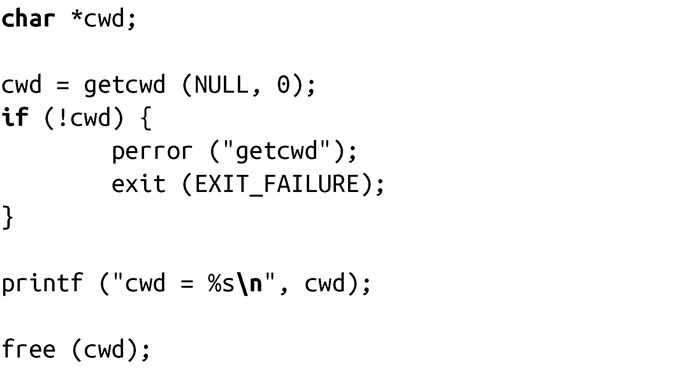 char *cwd;
cwd = getcwd (NULL, 0);
if (!cwd) {
        perror ("getcwd");
        exit (EXIT_FAILURE);
}
printf ("cwd = %s\n", cwd);
free (cwd);